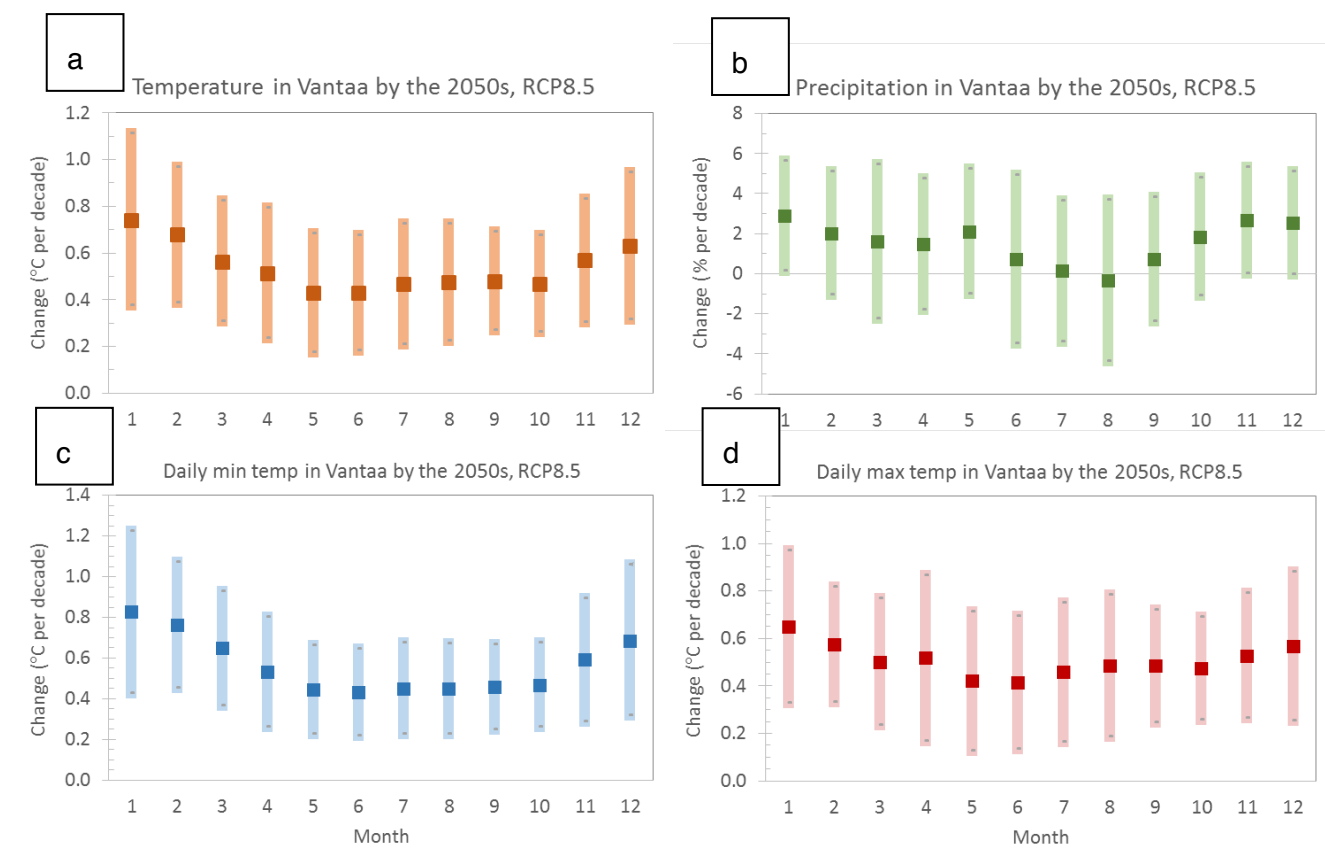 a
Temperature in Vantaa by the 2050s, RCP8.5
Change (°C per decade)
1.2
1.0
0.8
0.6
0.4
0.2
0.0
1 2 3 4 5 6 7 8 9 10 11 12
b
Precipitation in Vantaa by the 2050s, RCP8.5
Change (% per decade)
8
6
4
2
0
-2
-4
-6
1 2 3 4 5 6 7 8 9 10 11 12
c
Daily min temp in Vantaa by the 2050s, RCP8.5
Change (°C per decade)
1.4
1.2
1.0
0.8
0.6
0.4
0.2
0.0
1 2 3 4 5 6 7 8 9 10 11 12
Month
d
Daily max temp in Vantaa by the 2050s, RCP8.5
Change (°C per decade)
1.2
1.0
0.8
0.6
0.4
0.2
0.0
1 2 3 4 5 6 7 8 9 10 11 12
Month